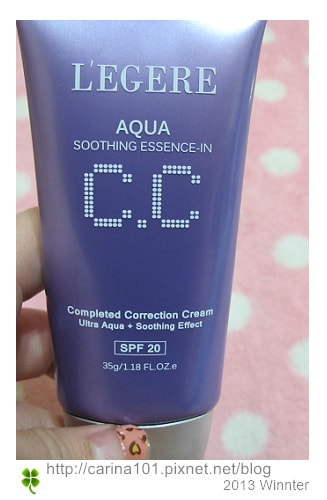 L'EGERE
AQUA
SOOTHING ESSENCE-IN
C.C
Completed Correction Cream
Ultra Aqua + Soothing Effect
SPF 20
35g/1.18 FL.OZ.e
http://carina101.pixnet.net/blog
2013 Winnter